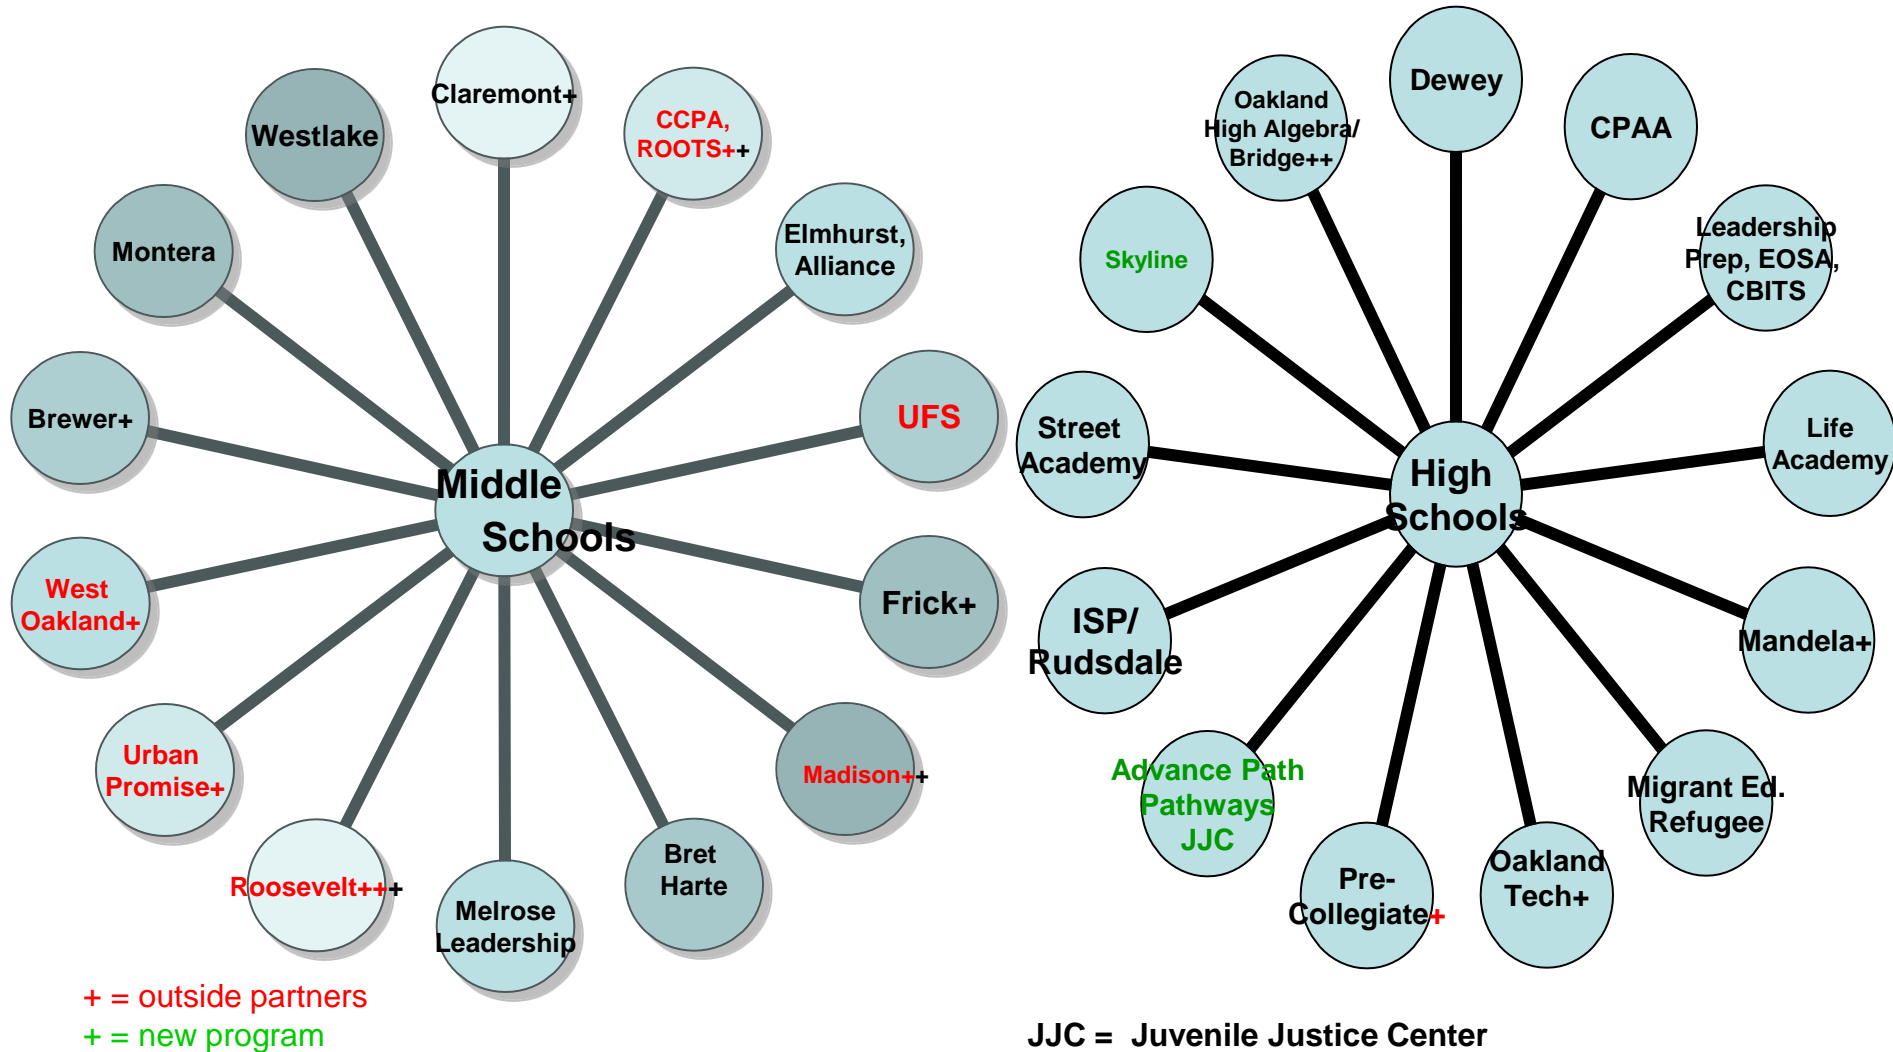 Claremont+
CCPA,
ROOTS++
Elmhurst,
Alliance
UFS
Frick+
Madison++
Bret
Harte
Melrose
Leadership
Roosevelt+++
Urban
Promise+
West
Oakland+
Brewer+
Montera
Westlake
Middle
Schools
+ = outside partners
+ = new program
Dewey
CPAA
Leadership
Prep, EOSA,
CBITS
Life
Academy
Mandela+
Migrant Ed.
Refugee
Oakland
Tech+
Pre-
Collegiate+
Advance Path
Pathways
JJC
ISP/
Rudsdale
Street
Academy
Skyline
Oakland
High Algebra/
Bridge++
High
Schools
JJC = Juvenile Justice Center